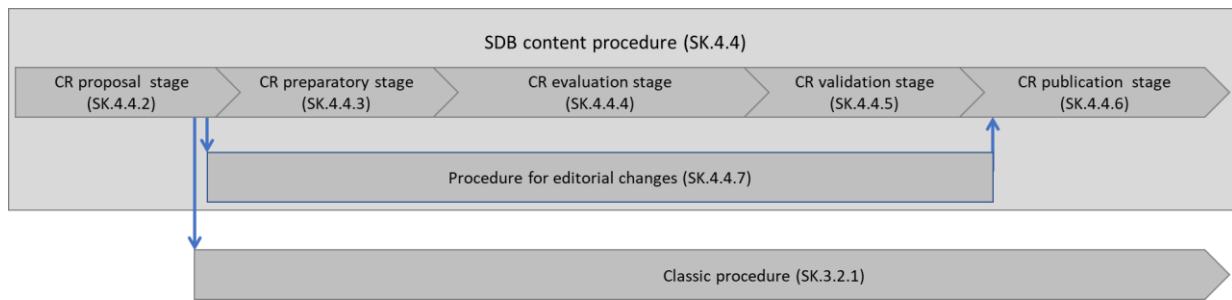 SDB content procedure (SK.4.4)
CR proposal stage
(SK.4.4.2)
CR preparatory stage
(SK.4.4.3)
CR evaluation stage
(SK.4.4.4)
CR validation stage
(SK.4.4.5)
CR publication stage
(SK.4.4.6)
Procedure for editorial changes (SK.4.4.7)
Classic procedure (SK.3.2.1)